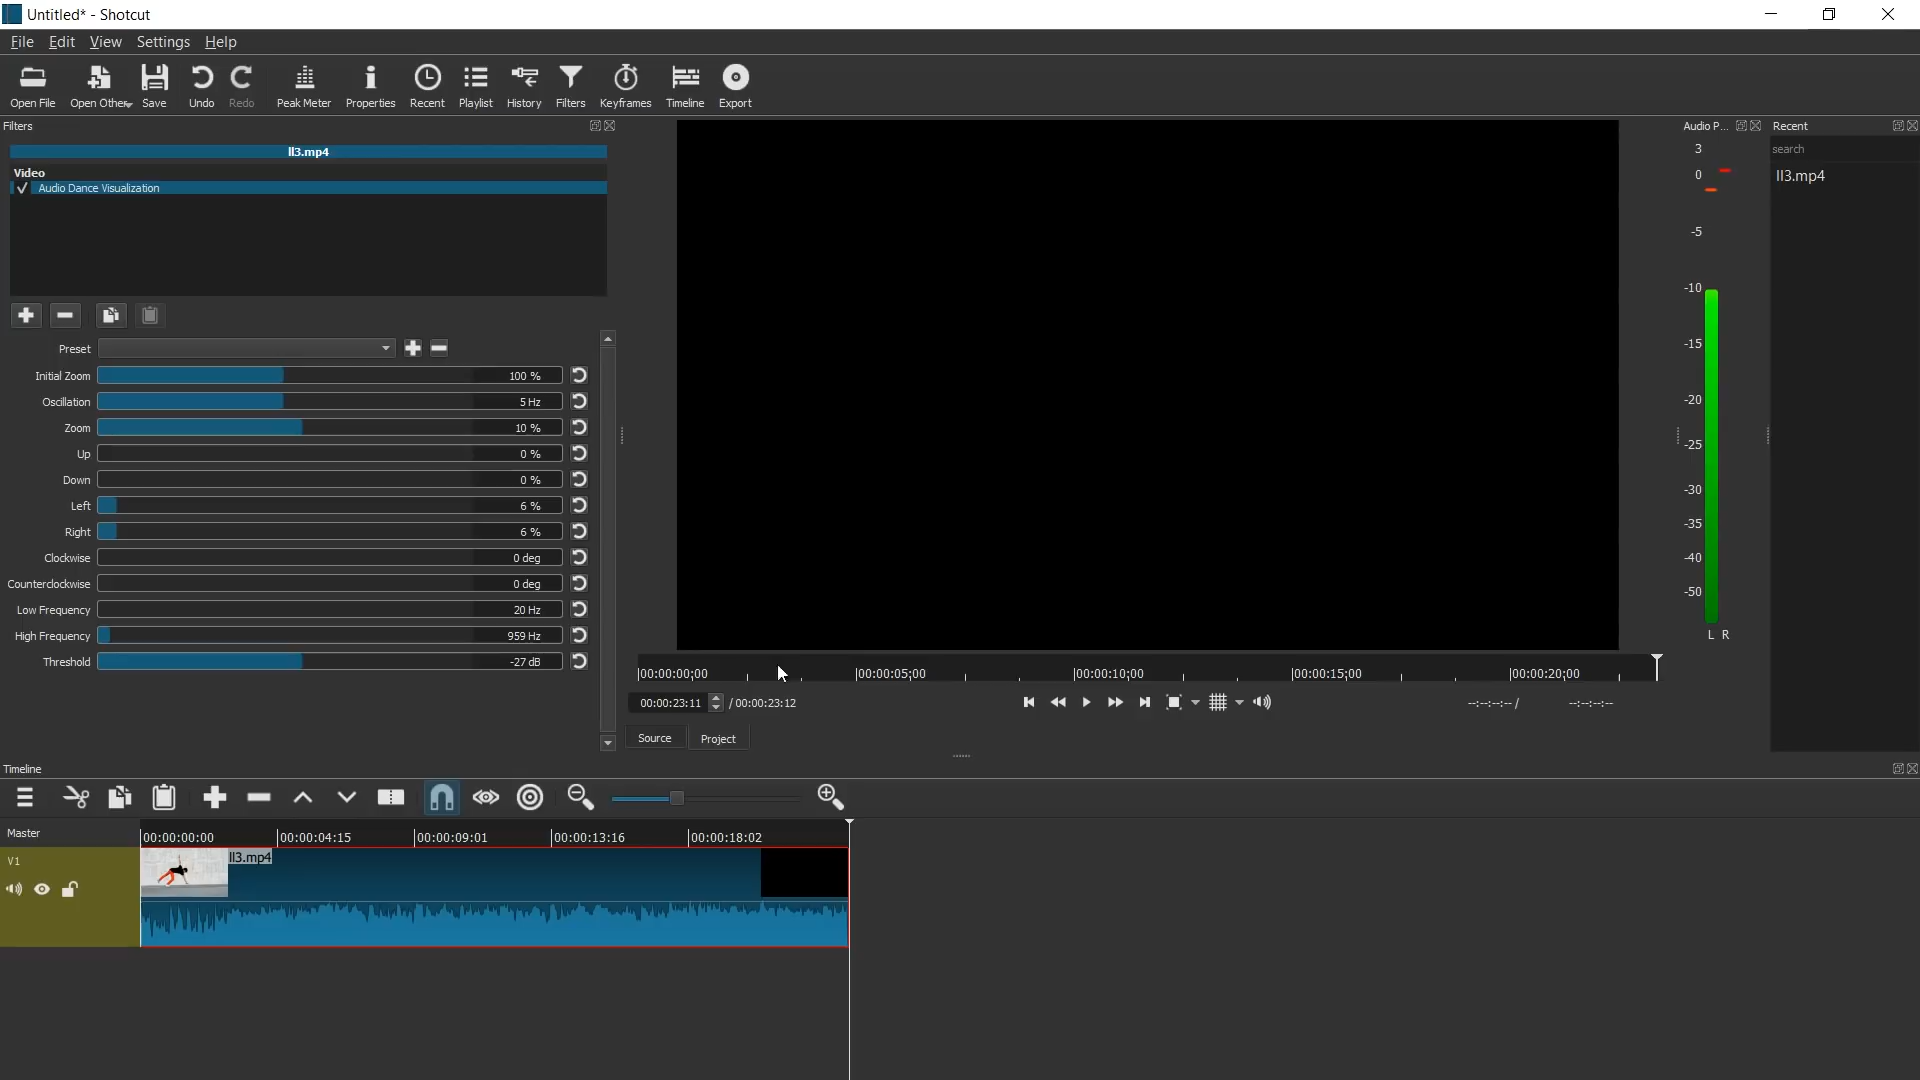 Untitled* - Shotcut
File Edit View Settings Help
Open File Open Other Save Undo Redo Peak Meter Properties Recent Playlist History Filters Keyframes Timeline Export
Filters
ll3.mp4
Video
Audio Dance Visualization
Preset
Initial Zoom 100 %
Oscillation 5 Hz
Zoom 10 %
Up 0 %
Down 0 %
Left 6 %
Right 6 %
Clockwise 0 deg
Counterclockwise 0 deg
Low Frequency 20 Hz
High Frequency 959 Hz
Threshold -27 dB
00:00:00;00 00:00:05;00 00:00:10;00 00:00:15;00 00:00:20;00
00:00:23:11 / 00:00:23:12 --:--:--:-- / --:--:--:--
Source Project
Audio P...
3
0
-5
-10
-15
-20
-25
-30
-35
-40
-50
L R
Recent
search
ll3.mp4
Timeline
Master
00:00:00:00 00:00:04:15 00:00:09:01 00:00:13:16 00:00:18:02
V1
ll3.mp4